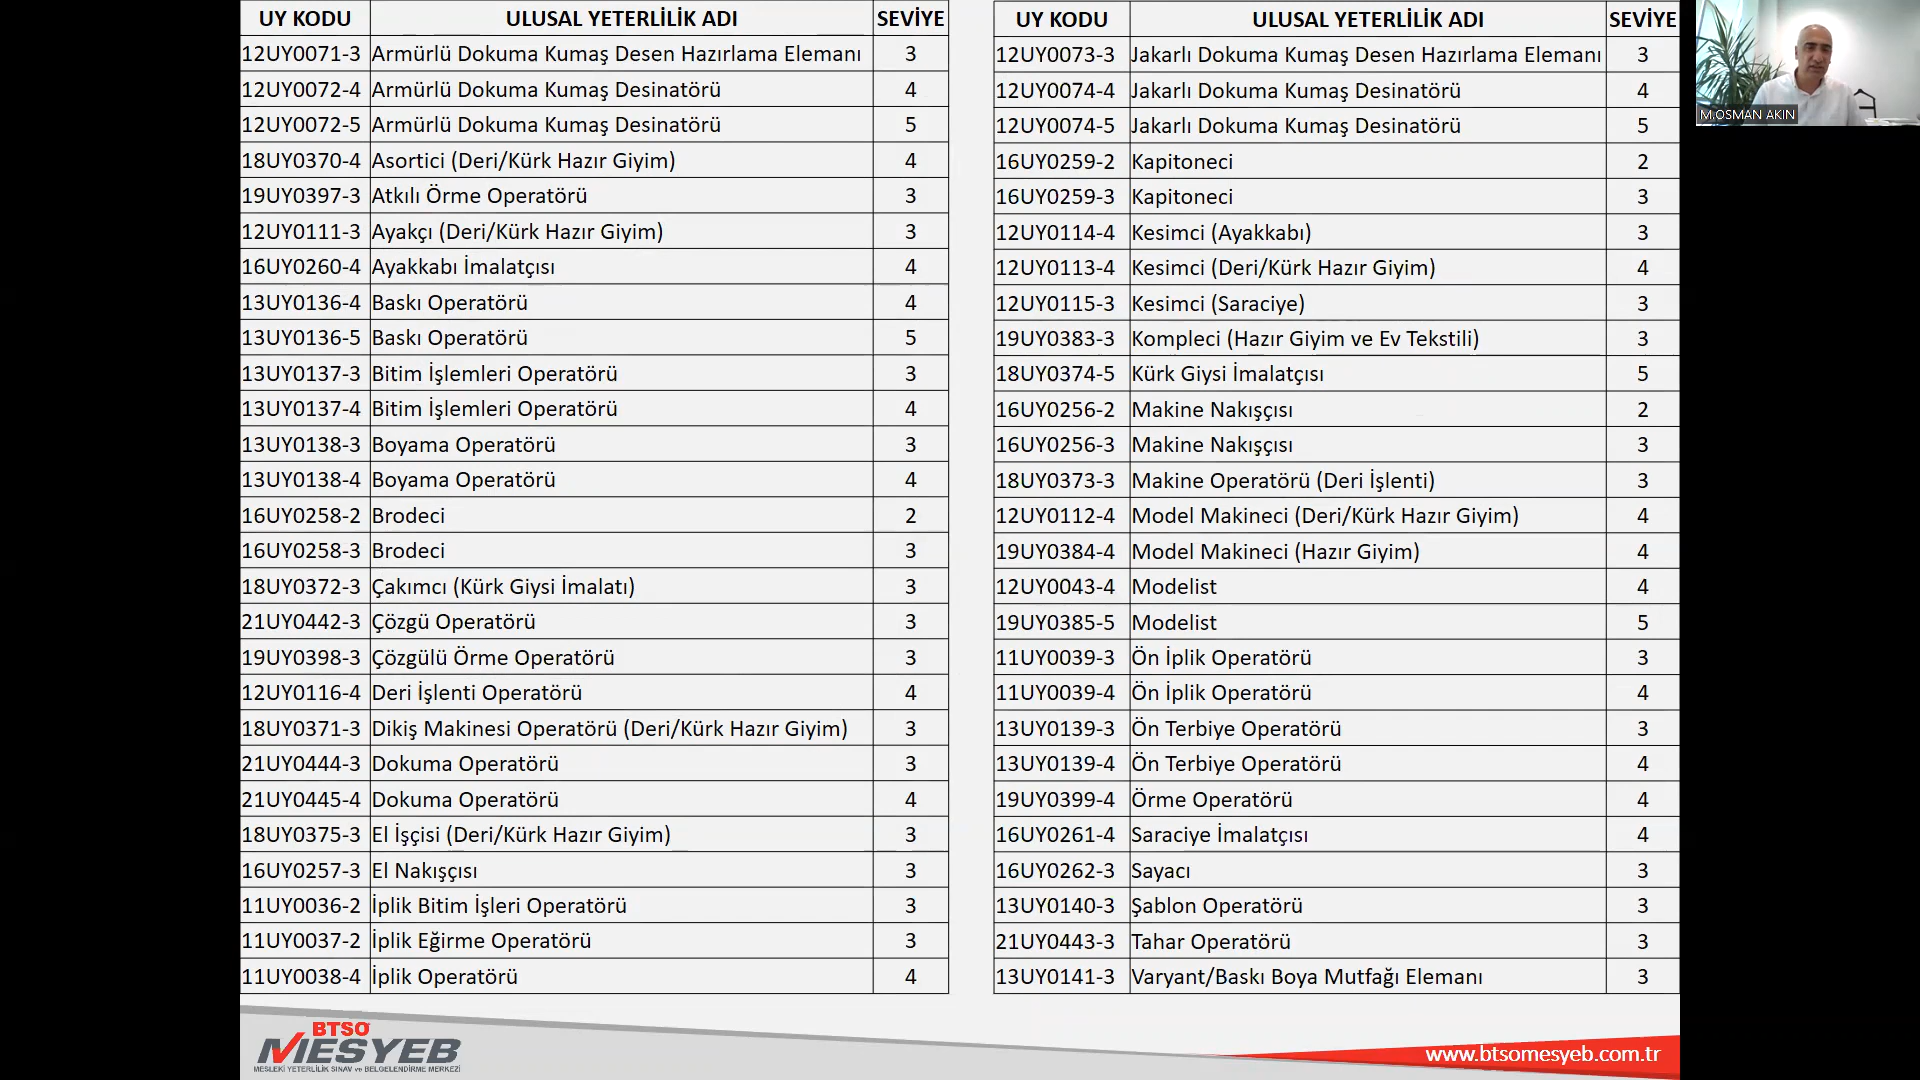 UY KODU ULUSAL YETERLİLİK ADI SEVİYE
12UY0071-3 Armürlü Dokuma Kumaş Desen Hazırlama Elemanı 3
12UY0072-4 Armürlü Dokuma Kumaş Desinatörü 4
12UY0072-5 Armürlü Dokuma Kumaş Desinatörü 5
18UY0370-4 Asortici (Deri/Kürk Hazır Giyim) 4
19UY0397-3 Atkılı Örme Operatörü 3
12UY0111-3 Ayakçı (Deri/Kürk Hazır Giyim) 3
16UY0260-4 Ayakkabı İmalatçısı 4
13UY0136-4 Baskı Operatörü 4
13UY0136-5 Baskı Operatörü 5
13UY0137-3 Bitim İşlemleri Operatörü 3
13UY0137-4 Bitim İşlemleri Operatörü 4
13UY0138-3 Boyama Operatörü 3
13UY0138-4 Boyama Operatörü 4
16UY0258-2 Brodeci 2
16UY0258-3 Brodeci 3
18UY0372-3 Çakımcı (Kürk Giysi İmalatı) 3
21UY0442-3 Çözgü Operatörü 3
19UY0398-3 Çözgülü Örme Operatörü 3
12UY0116-4 Deri İşlenti Operatörü 4
18UY0371-3 Dikiş Makinesi Operatörü (Deri/Kürk Hazır Giyim) 3
21UY0444-3 Dokuma Operatörü 3
21UY0445-4 Dokuma Operatörü 4
18UY0375-3 El İşçisi (Deri/Kürk Hazır Giyim) 3
16UY0257-3 El Nakışçısı 3
11UY0036-2 İplik Bitim İşleri Operatörü 3
11UY0037-2 İplik Eğirme Operatörü 3
11UY0038-4 İplik Operatörü 4
UY KODU ULUSAL YETERLİLİK ADI SEVİYE
12UY0073-3 Jakarlı Dokuma Kumaş Desen Hazırlama Elemanı 3
12UY0074-4 Jakarlı Dokuma Kumaş Desinatörü 4
12UY0074-5 Jakarlı Dokuma Kumaş Desinatörü 5
16UY0259-2 Kapitoneci 2
16UY0259-3 Kapitoneci 3
12UY0114-4 Kesimci (Ayakkabı) 3
12UY0113-4 Kesimci (Deri/Kürk Hazır Giyim) 4
12UY0115-3 Kesimci (Saraciye) 3
19UY0383-3 Kompleci (Hazır Giyim ve Ev Tekstili) 3
18UY0374-5 Kürk Giysi İmalatçısı 5
16UY0256-2 Makine Nakışçısı 2
16UY0256-3 Makine Nakışçısı 3
18UY0373-3 Makine Operatörü (Deri İşlenti) 3
12UY0112-4 Model Makineci (Deri/Kürk Hazır Giyim) 4
19UY0384-4 Model Makineci (Hazır Giyim) 4
12UY0043-4 Modelist 4
19UY0385-5 Modelist 5
11UY0039-3 Ön İplik Operatörü 3
11UY0039-4 Ön İplik Operatörü 4
13UY0139-3 Ön Terbiye Operatörü 3
13UY0139-4 Ön Terbiye Operatörü 4
19UY0399-4 Örme Operatörü 4
16UY0261-4 Saraciye İmalatçısı 4
16UY0262-3 Sayacı 3
13UY0140-3 Şablon Operatörü 3
21UY0443-3 Tahar Operatörü 3
13UY0141-3 Varyant/Baskı Boya Mutfağı Elemanı 3
M.OSMAN AKIN
BTSO
MESYEB
MESLEKİ YETERLİLİK SINAV ve BELGELENDİRME MERKEZİ
www.btsomesyeb.com.tr